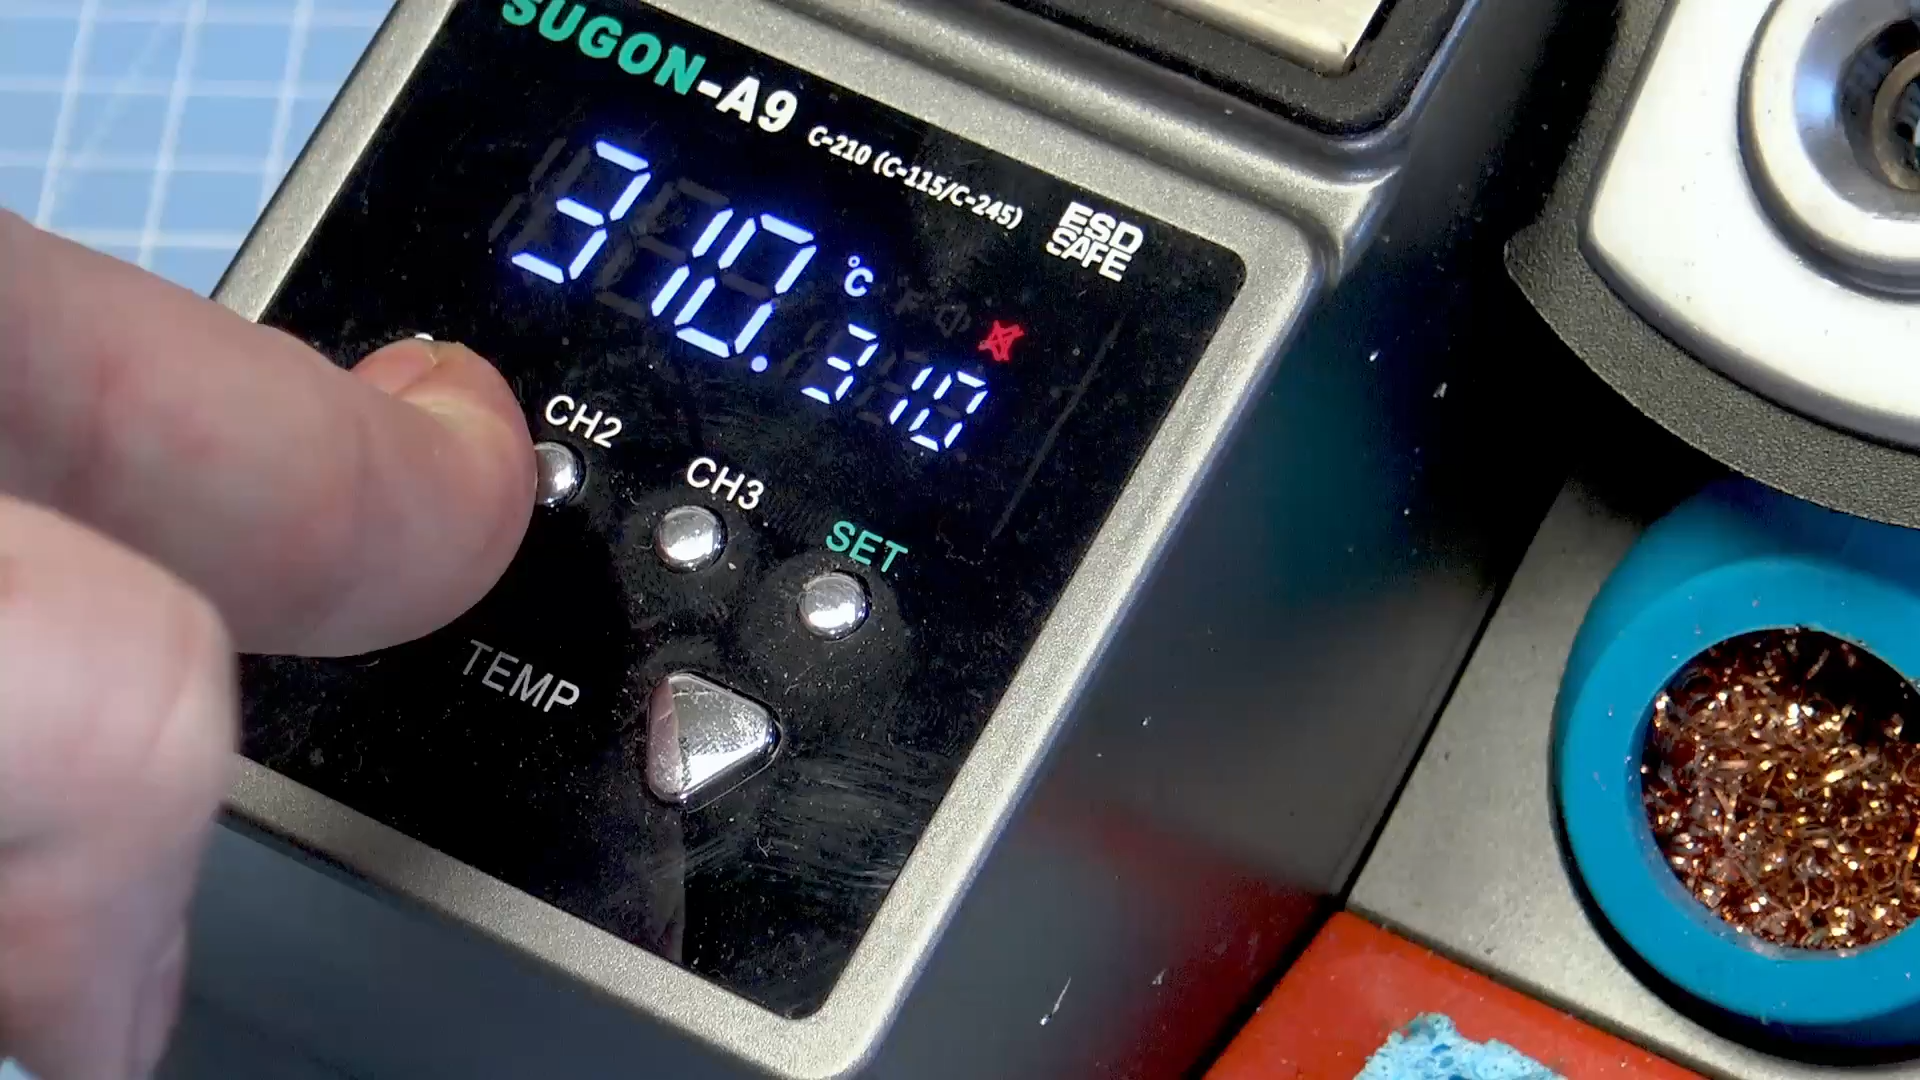 SUGON-A9 C-210 (C-115/C-245)
ESD
SAFE
310. °C
310
CH2
CH3
SET
TEMP